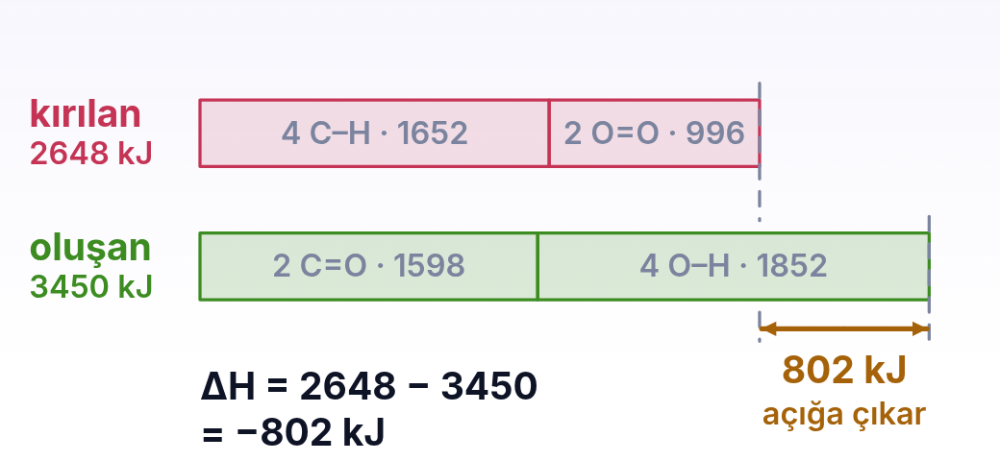 kırılan
2648 kJ
4 C–H · 1652
2 O=O · 996
oluşan
3450 kJ
2 C=O · 1598
4 O–H · 1852
802 kJ
açığa çıkar
ΔH = 2648 − 3450
= −802 kJ